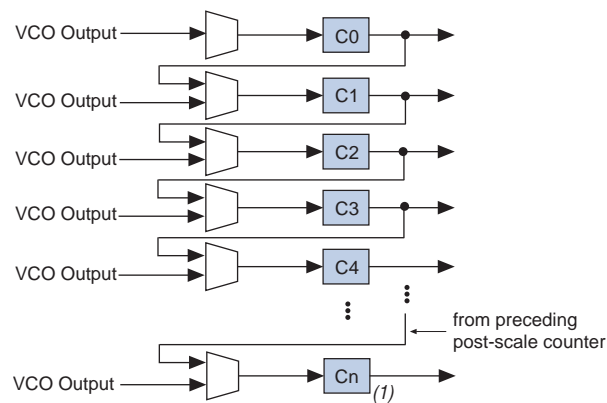 VCO Output
C0
VCO Output
C1
VCO Output
C2
VCO Output
C3
VCO Output
C4
from preceding
post-scale counter
VCO Output
Cn
(1)